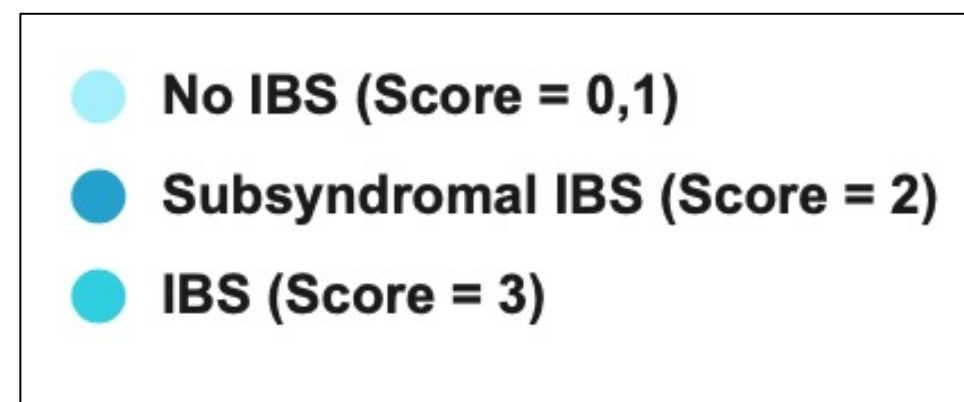 No IBS (Score = 0,1)
Subsyndromal IBS (Score = 2)
IBS (Score = 3)